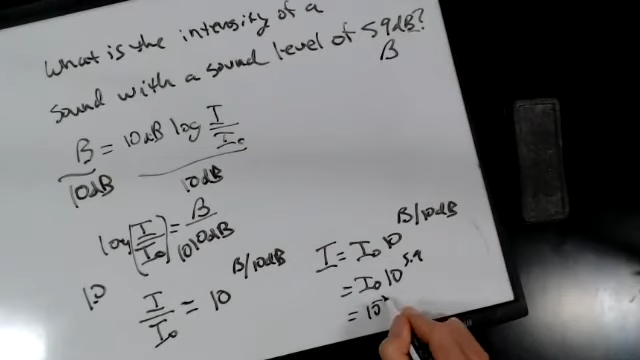 What is the intensity of a
sound with a sound level of 59dB?
B
B = 10dB log I/I₀
10dB 10dB
log(I/I₀) = B/10dB
10 10
I/I₀ = 10^B/10dB
I = I₀ 10^B/10dB
= I₀ 10^5.9
= 10^-